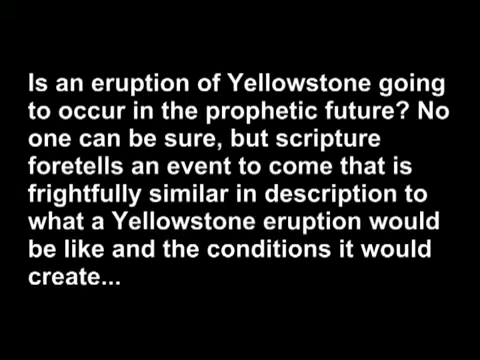 Is an eruption of Yellowstone going
to occur in the prophetic future? No
one can be sure, but scripture
foretells an event to come that is
frightfully similar in description to
what a Yellowstone eruption would
be like and the conditions it would
create...